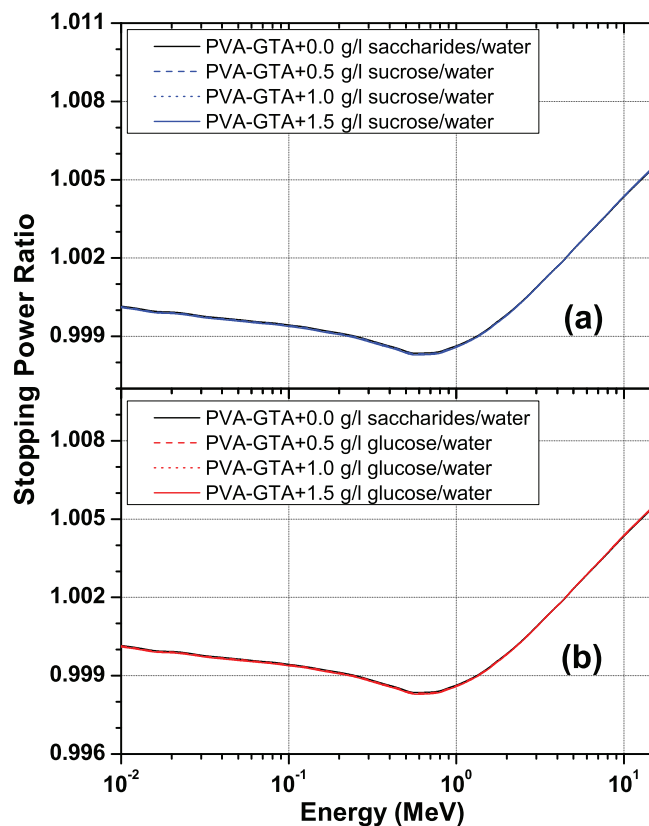 1.011
PVA-GTA+0.0 g/l saccharides/water
PVA-GTA+0.5 g/l sucrose/water
PVA-GTA+1.0 g/l sucrose/water
PVA-GTA+1.5 g/l sucrose/water
1.008
1.005
1.002
0.999
(a)
Stopping Power Ratio
PVA-GTA+0.0 g/l saccharides/water
PVA-GTA+0.5 g/l glucose/water
PVA-GTA+1.0 g/l glucose/water
PVA-GTA+1.5 g/l glucose/water
1.008
1.005
1.002
0.999
(b)
0.996
10⁻² 10⁻¹ 10⁰ 10¹
Energy (MeV)